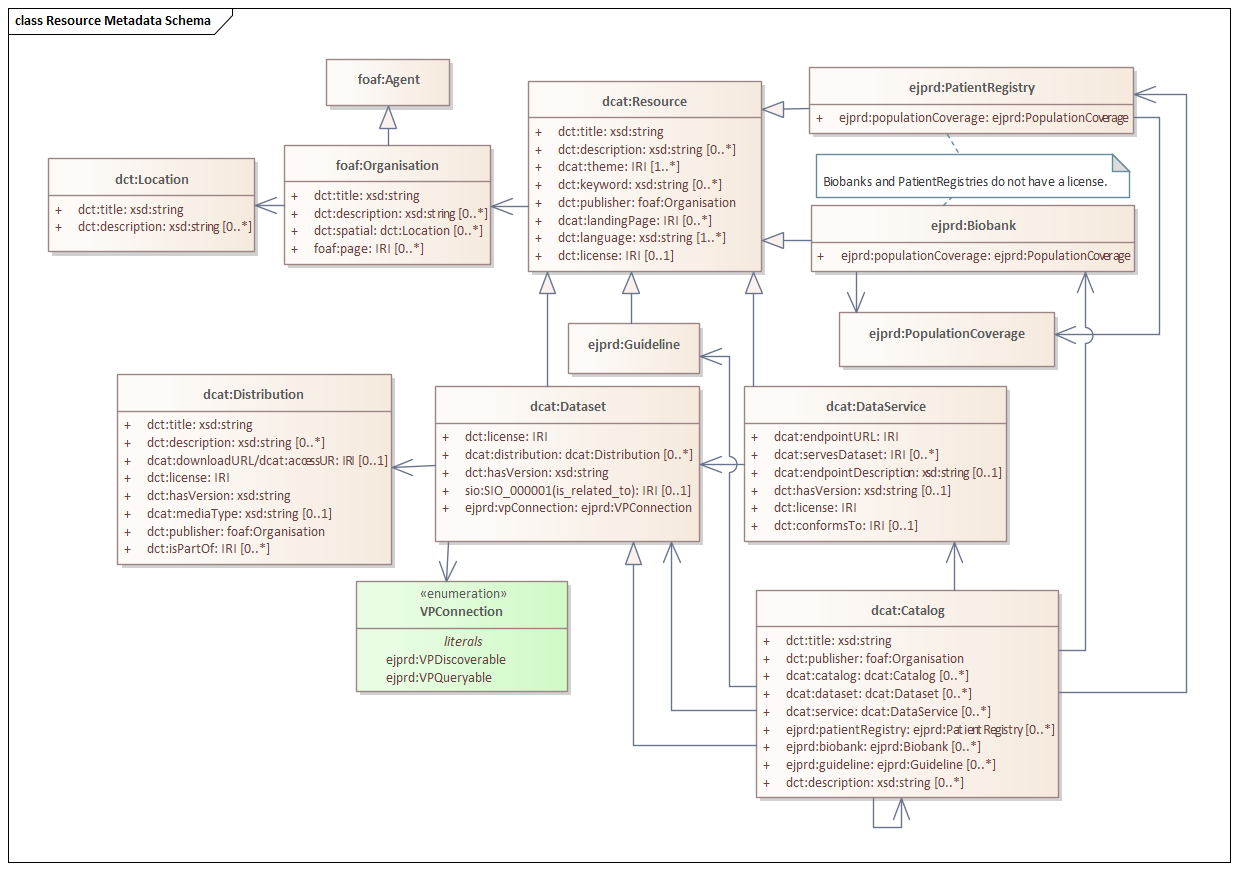 class Resource Metadata Schema
foaf:Agent
dct:Location
+ dct:title: xsd:string
+ dct:description: xsd:string [0..*]
foaf:Organisation
+ dct:title: xsd:string
+ dct:description: xsd:string [0..*]
+ dct:spatial: dct:Location [0..*]
+ foaf:page: IRI [0..*]
dcat:Resource
+ dct:title: xsd:string
+ dct:description: xsd:string [0..*]
+ dcat:theme: IRI [1..*]
+ dct:keyword: xsd:string [0..*]
+ dct:publisher: foaf:Organisation
+ dcat:landingPage: IRI [0..*]
+ dct:language: xsd:string [1..*]
+ dct:license: IRI [0..1]
ejprd:PatientRegistry
+ ejprd:populationCoverage: ejprd:PopulationCoverage
Biobanks and PatientRegistries do not have a license.
ejprd:Biobank
+ ejprd:populationCoverage: ejprd:PopulationCoverage
ejprd:PopulationCoverage
ejprd:Guideline
dcat:Distribution
+ dct:title: xsd:string
+ dct:description: xsd:string [0..*]
+ dcat:downloadURL/dcat:accessUR: IRI [0..1]
+ dct:license: IRI
+ dct:hasVersion: xsd:string
+ dcat:mediaType: xsd:string [0..1]
+ dct:publisher: foaf:Organisation
+ dct:isPartOf: IRI [0..*]
dcat:Dataset
+ dct:license: IRI
+ dcat:distribution: dcat:Distribution [0..*]
+ dct:hasVersion: xsd:string
+ sio:SIO_000001(is_related_to): IRI [0..1]
+ ejprd:vpConnection: ejprd:VPConnection
dcat:DataService
+ dcat:endpointURL: IRI
+ dcat:servesDataset: IRI [0..*]
+ dcat:endpointDescription: xsd:string [0..1]
+ dct:hasVersion: xsd:string [0..1]
+ dct:license: IRI
+ dct:conformsTo: IRI [0..1]
«enumeration»
VPConnection
literals
ejprd:VPDiscoverable
ejprd:VPQueryable
dcat:Catalog
+ dct:title: xsd:string
+ dct:publisher: foaf:Organisation
+ dcat:catalog: dcat:Catalog [0..*]
+ dcat:dataset: dcat:Dataset [0..*]
+ dcat:service: dcat:DataService [0..*]
+ ejprd:patientRegistry: ejprd:PatientRegistry [0..*]
+ ejprd:biobank: ejprd:Biobank [0..*]
+ ejprd:guideline: ejprd:Guideline [0..*]
+ dct:description: xsd:string [0..*]